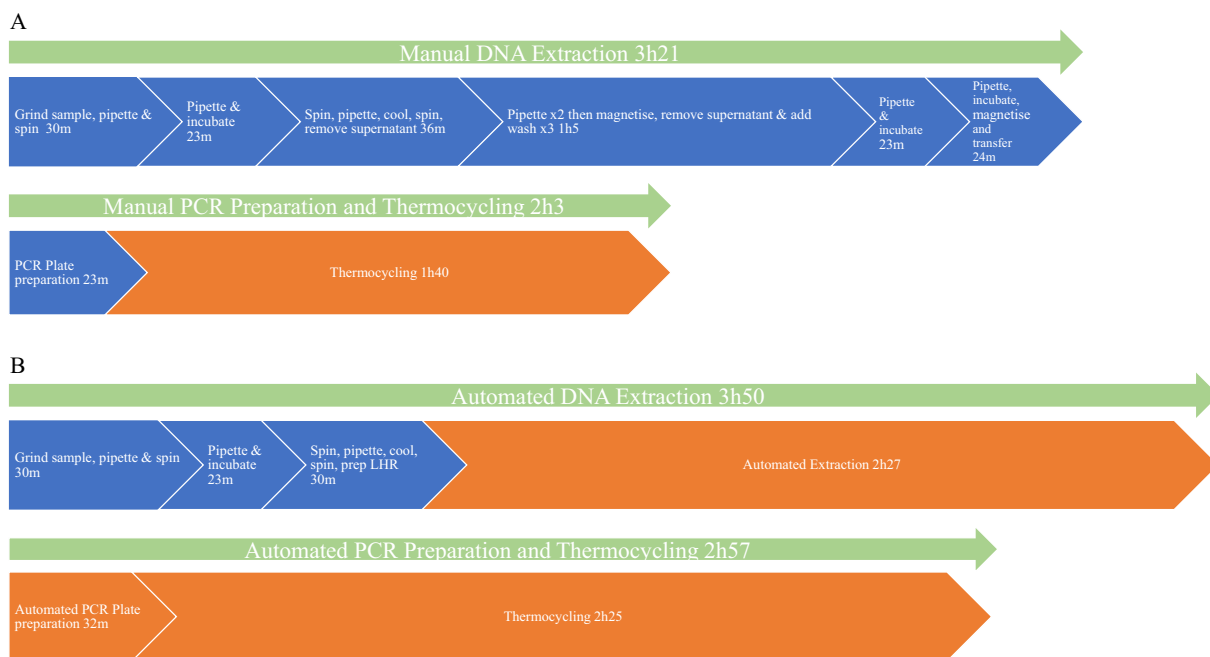 A
Manual DNA Extraction 3h21
Grind sample, pipette &
spin 30m
Pipette &
incubate
23m
Spin, pipette, cool, spin,
remove supernatant 36m
Pipette x2 then magnetise, remove supernatant & add
wash x3 1h5
Pipette
&
incubate
23m
Pipette,
incubate,
magnetise
and
transfer
24m
Manual PCR Preparation and Thermocycling 2h3
PCR Plate
preparation 23m
Thermocycling 1h40
B
Automated DNA Extraction 3h50
Grind sample, pipette & spin
30m
Pipette &
incubate
23m
Spin, pipette, cool,
spin, prep LHR
30m
Automated Extraction 2h27
Automated PCR Preparation and Thermocycling 2h57
Automated PCR Plate
preparation 32m
Thermocycling 2h25